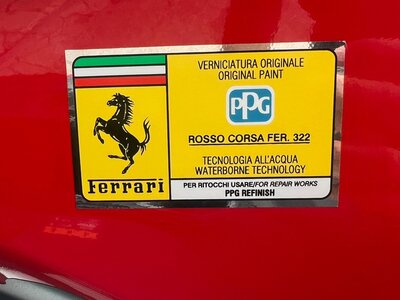 VERNICIATURA ORIGINALE
ORIGINAL PAINT
PPG
ROSSO CORSA FER. 322
TECNOLOGIA ALL'ACQUA
WATERBORNE TECHNOLOGY
Ferrari
PER RITOCCHI USARE/FOR REPAIR WORKS
PPG REFINISH